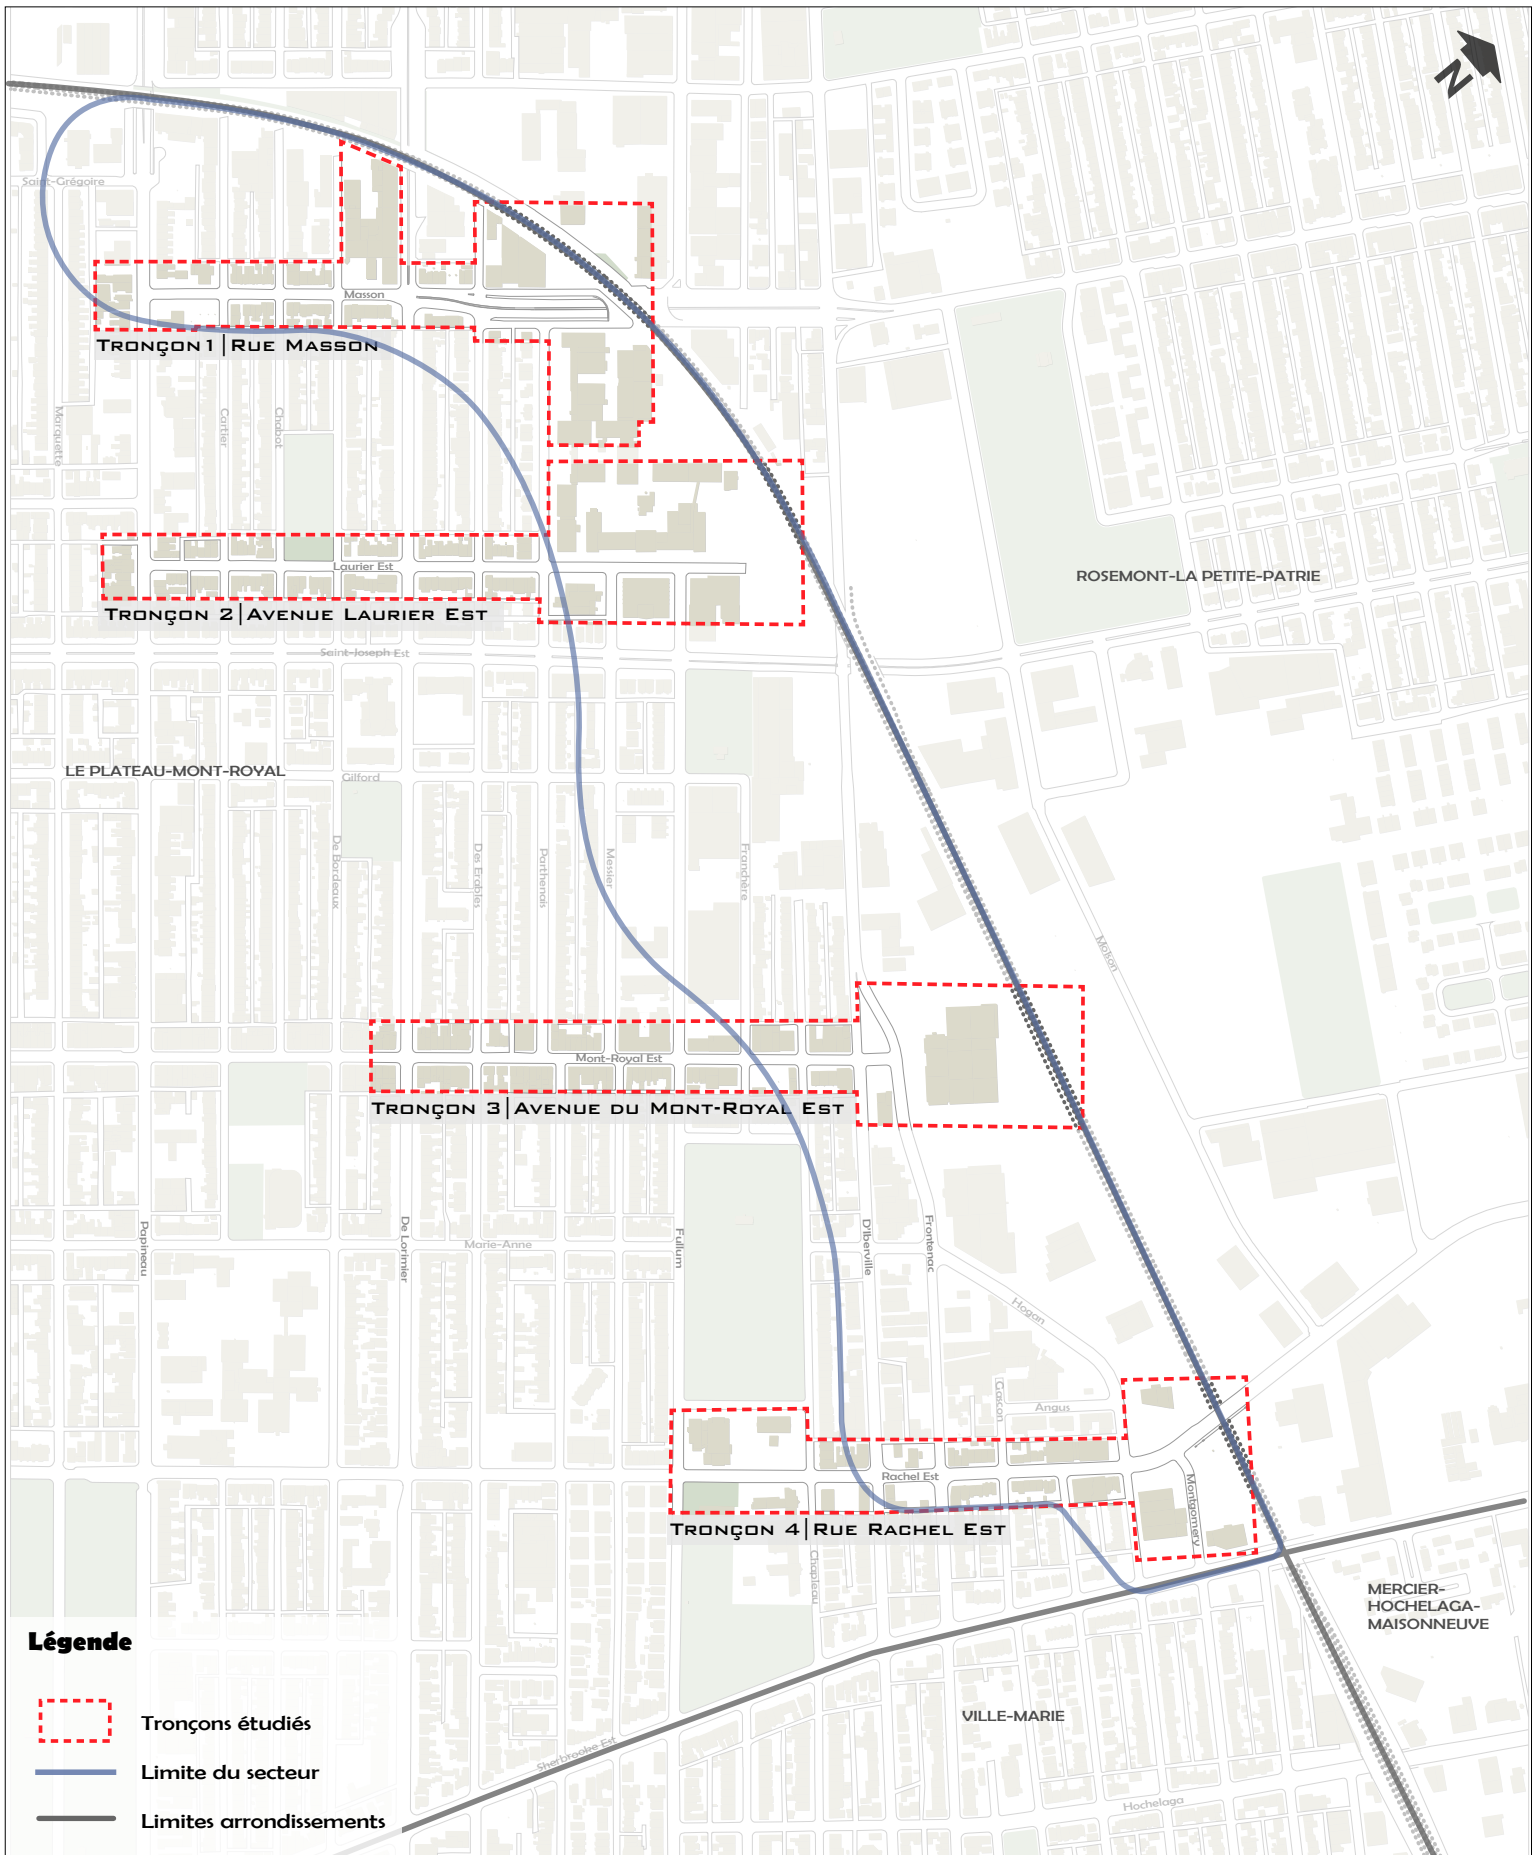 N
Saint-Grégoire
Masson
TRONÇON 1 | RUE MASSON
Marquette
Cartier
Chabot
Laurier Est
ROSEMONT-LA PETITE-PATRIE
TRONÇON 2 | AVENUE LAURIER EST
Saint-Joseph Est
LE PLATEAU-MONT-ROYAL
Gilford
De Bordeaux
Des Erables
Parthenais
Messier
Franchère
Molson
Mont-Royal Est
TRONÇON 3 | AVENUE DU MONT-ROYAL EST
Papineau
De Lorimier
Marie-Anne
Fullum
D'Iberville
Frontenac
Hogan
Gascon
Angus
Rachel Est
Montgomery
TRONÇON 4 | RUE RACHEL EST
Chapleau
MERCIER-
HOCHELAGA-
MAISONNEUVE
VILLE-MARIE
Sherbrooke Est
Hochelaga
Légende
Tronçons étudiés
Limite du secteur
Limites arrondissements